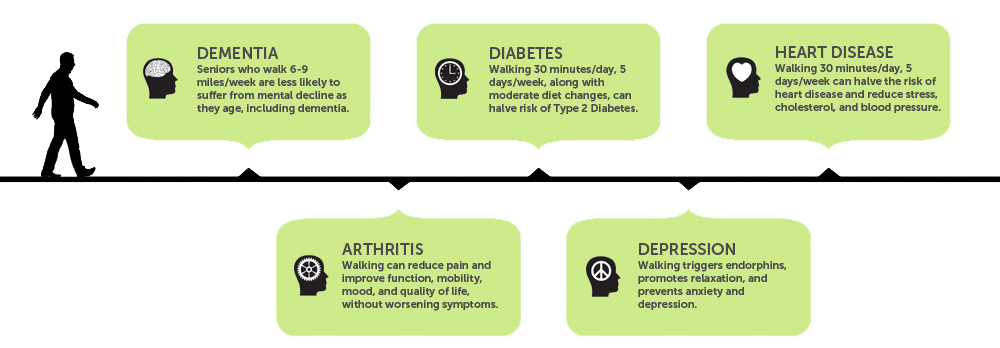 DEMENTIA
Seniors who walk 6-9
miles/week are less likely to
suffer from mental decline as
they age, including dementia.
DIABETES
Walking 30 minutes/day, 5
days/week, along with
moderate diet changes, can
halve risk of Type 2 Diabetes.
HEART DISEASE
Walking 30 minutes/day, 5
days/week can halve the risk of
heart disease and reduce stress,
cholesterol, and blood pressure.
ARTHRITIS
Walking can reduce pain and
improve function, mobility,
mood, and quality of life,
without worsening symptoms.
DEPRESSION
Walking triggers endorphins,
promotes relaxation, and
prevents anxiety and
depression.